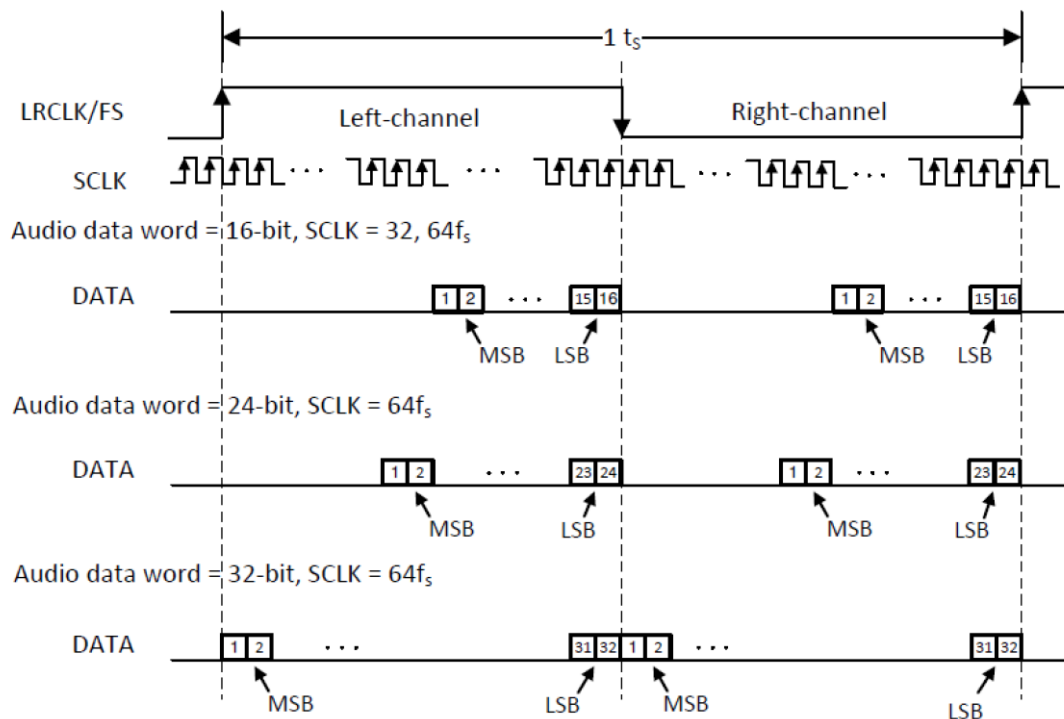 1 tS
LRCLK/FS
Left-channel
Right-channel
SCLK
Audio data word = 16-bit, SCLK = 32, 64fs
DATA
1 2 · · · 15 16 1 2 · · · 15 16
MSB LSB MSB LSB
Audio data word = 24-bit, SCLK = 64fs
DATA
1 2 · · · 23 24 1 2 · · · 23 24
MSB LSB MSB LSB
Audio data word = 32-bit, SCLK = 64fs
DATA
1 2 · · · 31 32 1 2 · · · 31 32
MSB LSB MSB LSB